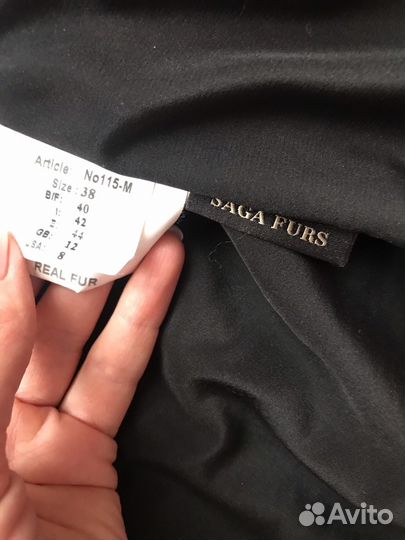 Article: No115-M
Size: 38
B/F: 40
I: 42
44
GB: 12
USA: 8
REAL FUR
SAGA FURS
Avito